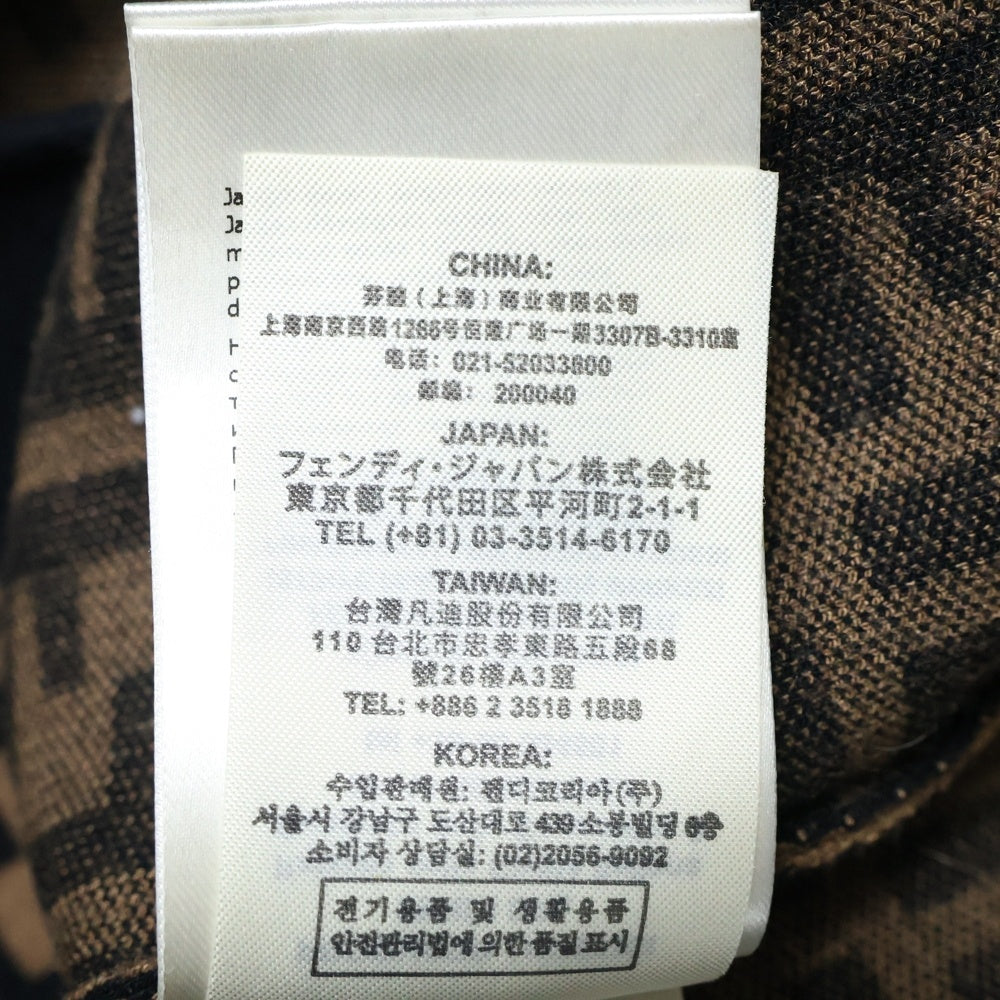 Ja
Ja
m
p
d
CHINA:
芬迪（上海）商业有限公司
上海南京西路1266号恒隆广场一期3307B-3310室
电话: 021-52033800
邮编: 200040
JAPAN:
フェンディ・ジャパン株式会社
東京都千代田区平河町2-1-1
TEL (+81) 03-3514-6170
TAIWAN:
台灣凡迪股份有限公司
110 台北市忠孝東路五段68
號26樓A3室
TEL: +886 2 3518 1888
KOREA:
수입판매원: 펜디코리아(주)
서울시 강남구 도산대로 439 소봉빌딩 6층
소비자 상담실: (02)2056-9092
전기용품 및 생활용품
안전관리법에 의한 품질 표시